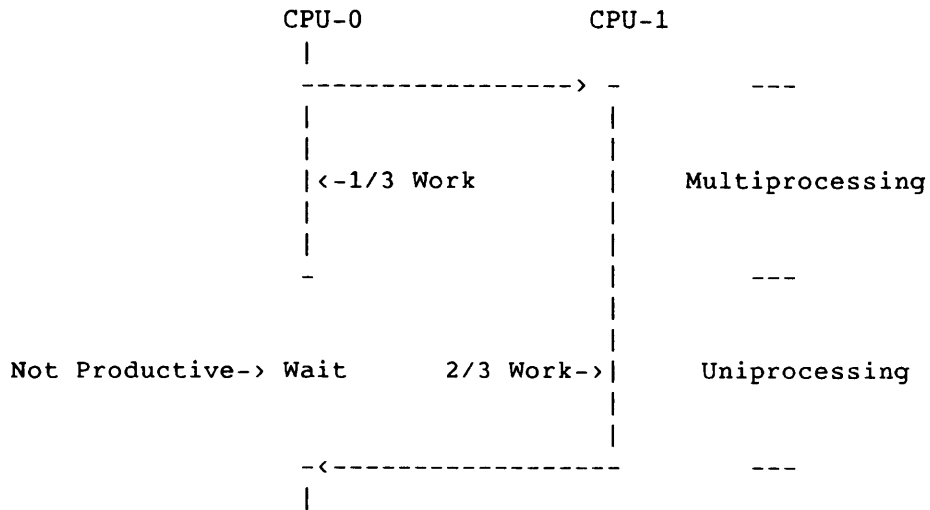 CPU-0 CPU-1
<-1/3 Work Multiprocessing
Not Productive-> Wait 2/3 Work-> Uniprocessing